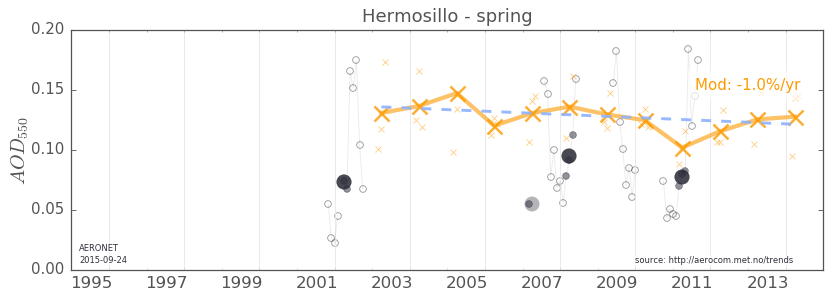 Hermosillo - spring
0.20
0.15
0.10
0.05
0.00
AOD550
Mod: -1.0%/yr
AERONET
2015-09-24
source: http://aerocom.met.no/trends
1995 1997 1999 2001 2003 2005 2007 2009 2011 2013